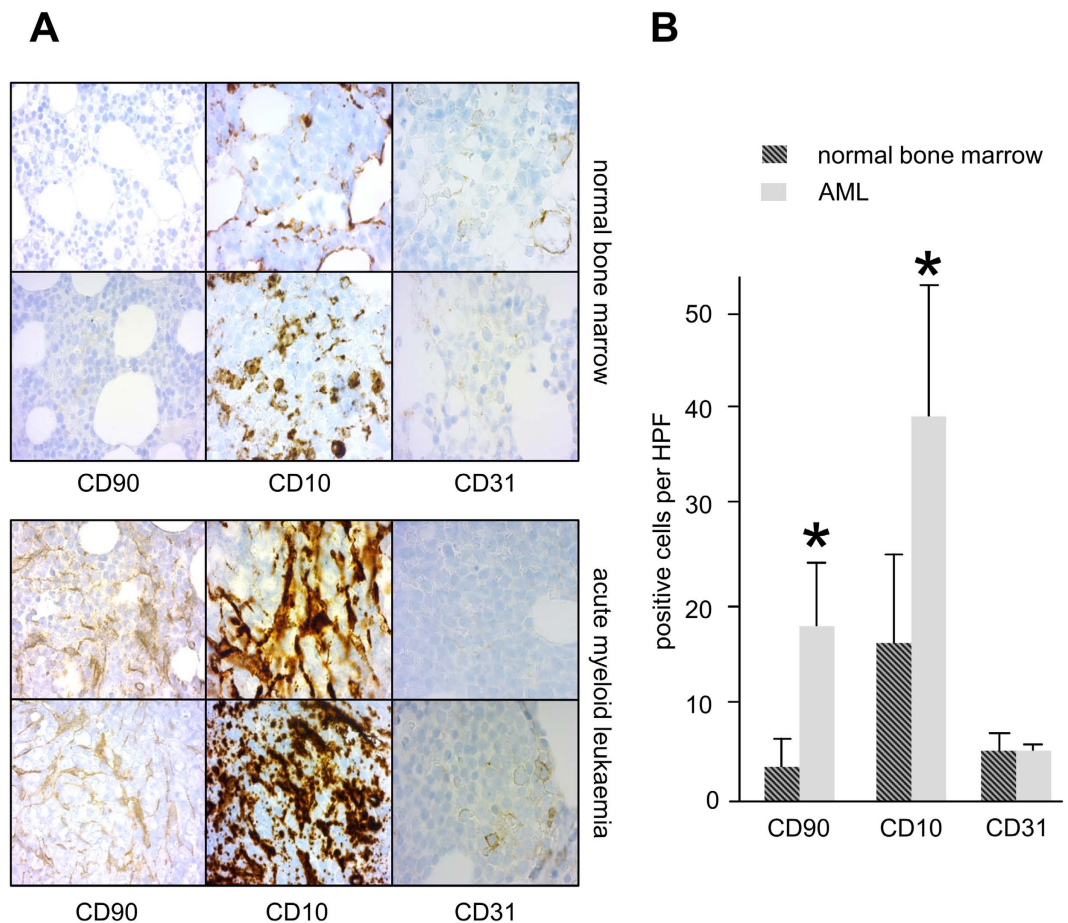 A
normal bone marrow
CD90 CD10 CD31
acute myeloid leukaemia
CD90 CD10 CD31
B
normal bone marrow
AML
positive cells per HPF
50
40
30
20
10
0
*
*
CD90 CD10 CD31